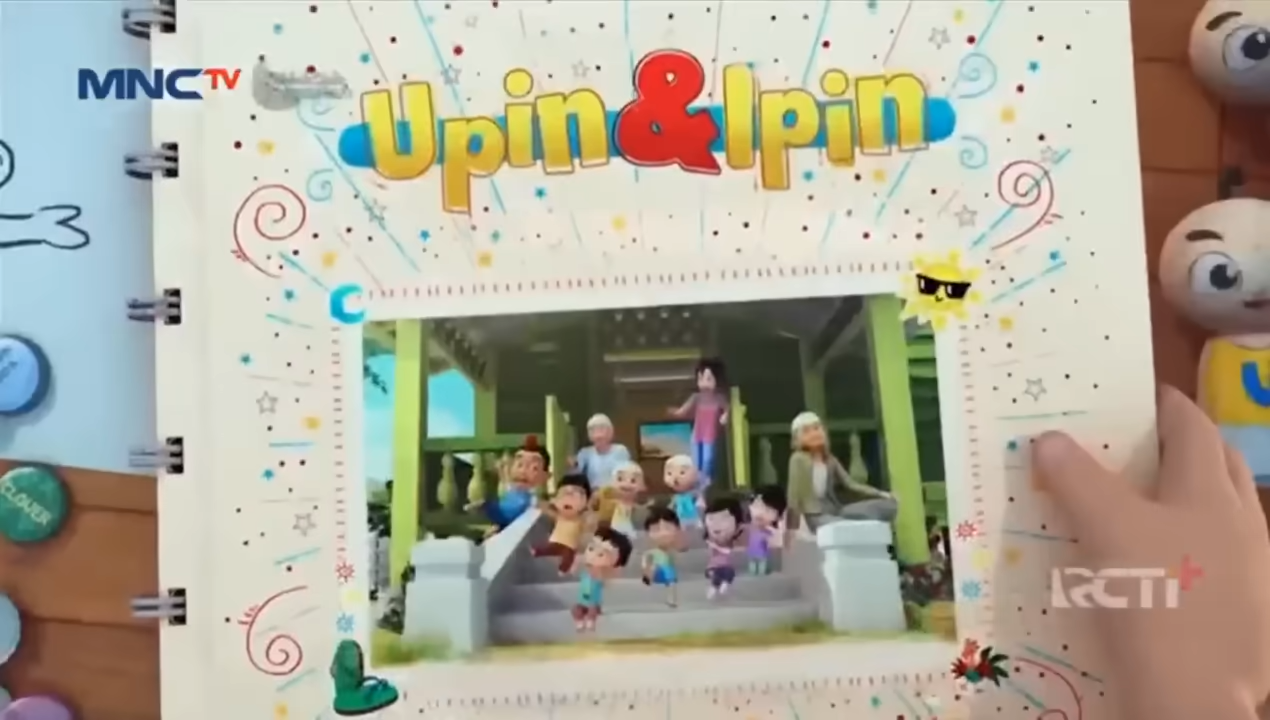 MNCTV
Upin & Ipin
CLOVER
U
RCTI+